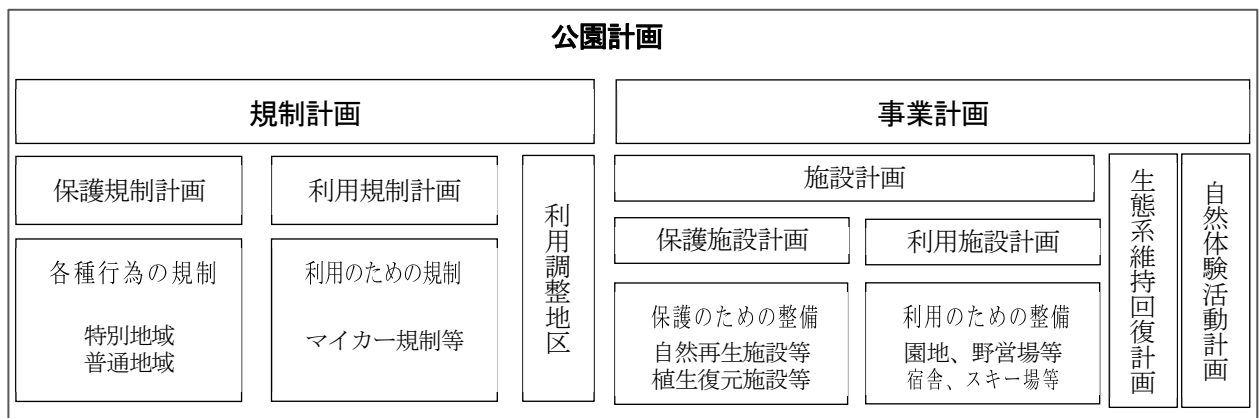 公園計画
規制計画
事業計画
保護規制計画
利用規制計画
利用調整地区
施設計画
生態系維持回復計画
自然体験活動計画
保護施設計画
利用施設計画
各種行為の規制
特別地域
普通地域
利用のための規制
マイカー規制等
保護のための整備
自然再生施設等
植生復元施設等
利用のための整備
園地、野営場等
宿舎、スキー場等